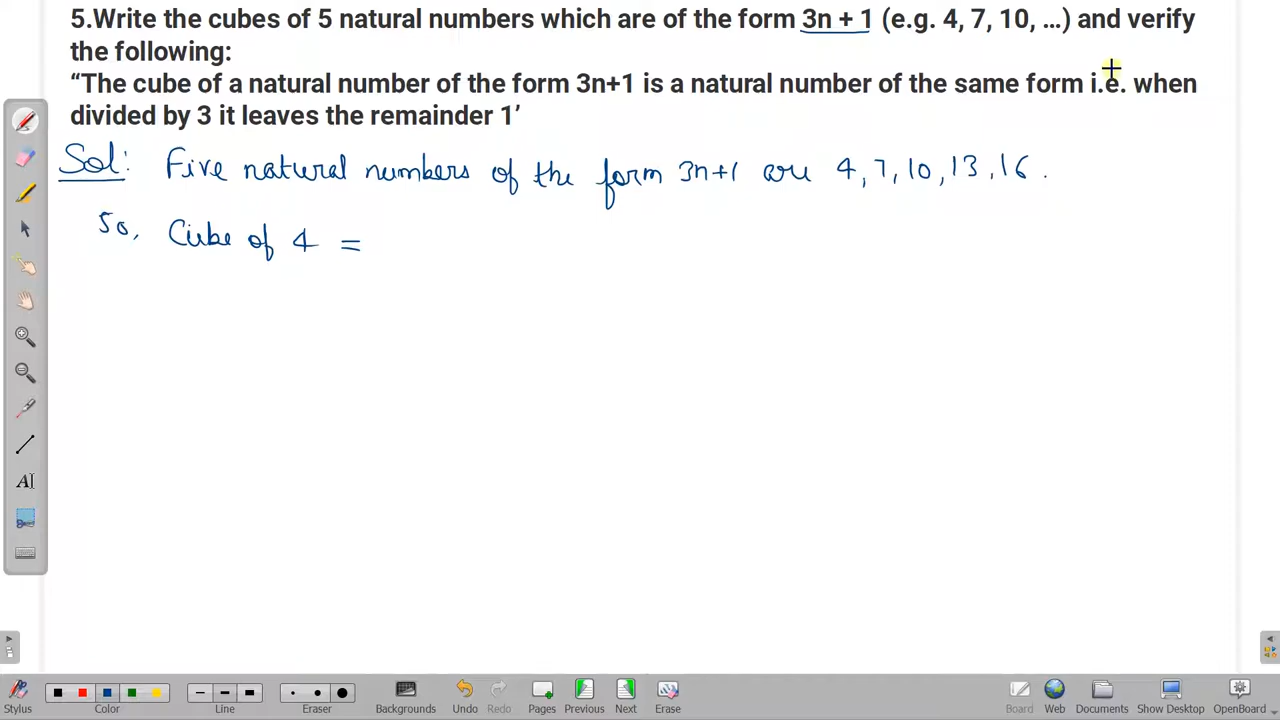 5.Write the cubes of 5 natural numbers which are of the form 3n + 1 (e.g. 4, 7, 10, ...) and verify
the following:
“The cube of a natural number of the form 3n+1 is a natural number of the same form i.e. when
divided by 3 it leaves the remainder 1’
Sol: Five natural numbers of the form 3n+1 are 4, 7, 10, 13, 16.
So, Cube of 4 =
AI
Stylus Color Line Eraser Backgrounds Undo Redo Pages Previous Next Erase Board Web Documents Show Desktop OpenBoard